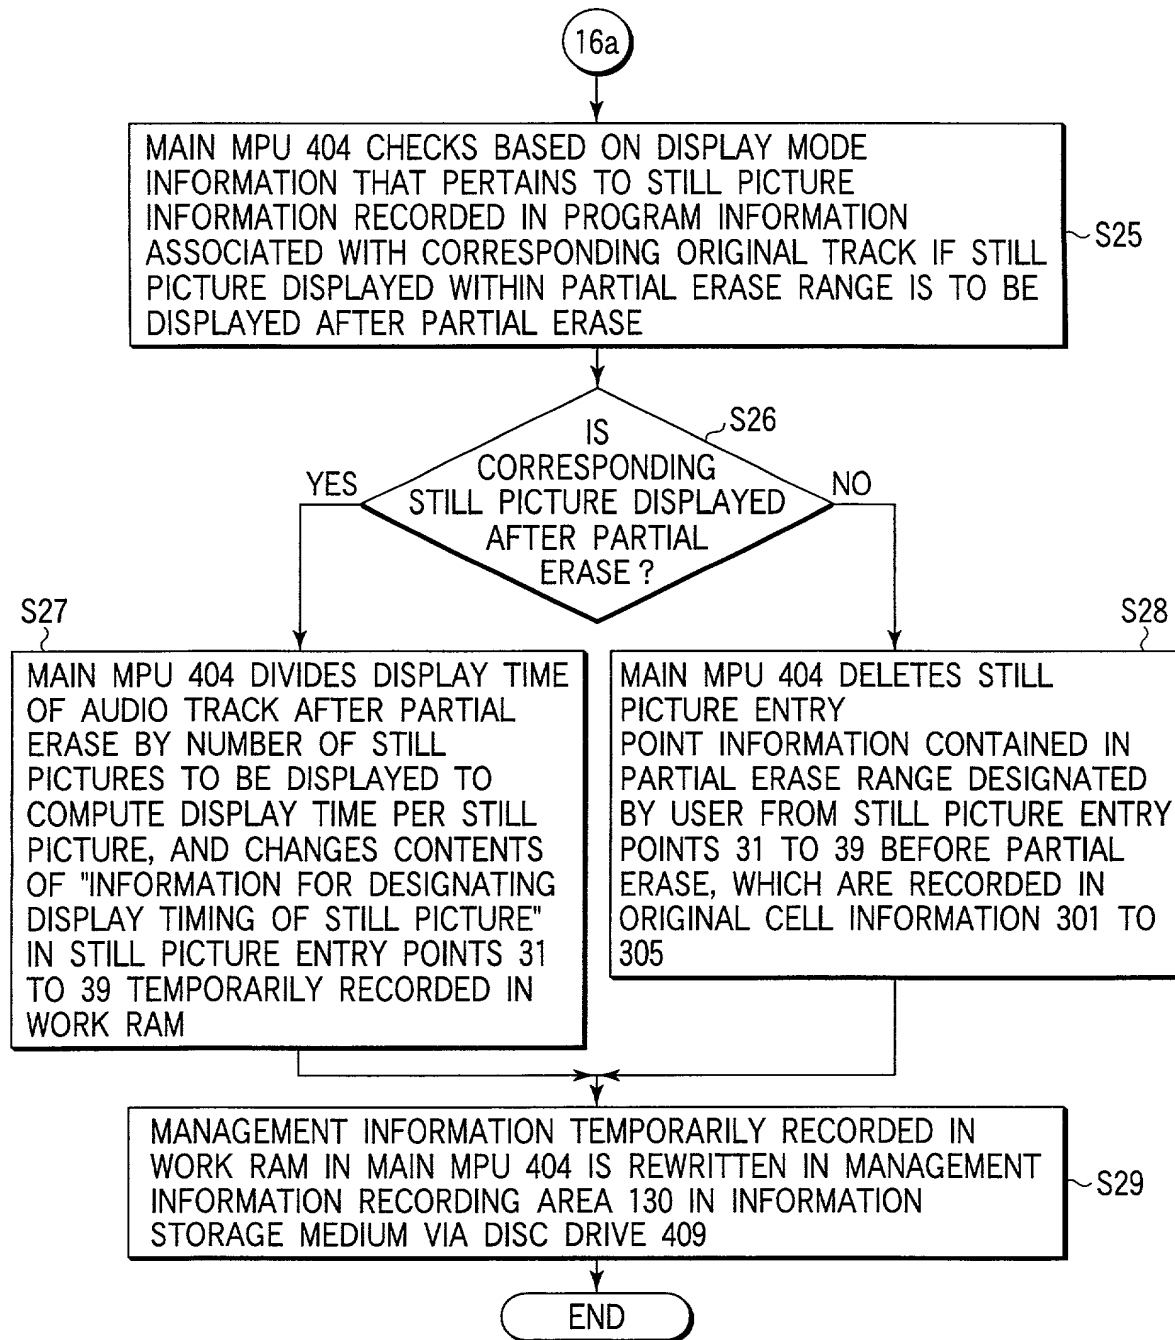 16a
MAIN MPU 404 CHECKS BASED ON DISPLAY MODE
INFORMATION THAT PERTAINS TO STILL PICTURE
INFORMATION RECORDED IN PROGRAM INFORMATION
ASSOCIATED WITH CORRESPONDING ORIGINAL TRACK IF STILL
PICTURE DISPLAYED WITHIN PARTIAL ERASE RANGE IS TO BE
DISPLAYED AFTER PARTIAL ERASE
S25
S26
IS
CORRESPONDING
STILL PICTURE DISPLAYED
AFTER PARTIAL
ERASE?
YES
NO
S27
MAIN MPU 404 DIVIDES DISPLAY TIME
OF AUDIO TRACK AFTER PARTIAL
ERASE BY NUMBER OF STILL
PICTURES TO BE DISPLAYED TO
COMPUTE DISPLAY TIME PER STILL
PICTURE, AND CHANGES CONTENTS
OF "INFORMATION FOR DESIGNATING
DISPLAY TIMING OF STILL PICTURE"
IN STILL PICTURE ENTRY POINTS 31
TO 39 TEMPORARILY RECORDED IN
WORK RAM
S28
MAIN MPU 404 DELETES STILL
PICTURE ENTRY
POINT INFORMATION CONTAINED IN
PARTIAL ERASE RANGE DESIGNATED
BY USER FROM STILL PICTURE ENTRY
POINTS 31 TO 39 BEFORE PARTIAL
ERASE, WHICH ARE RECORDED IN
ORIGINAL CELL INFORMATION 301 TO
305
MANAGEMENT INFORMATION TEMPORARILY RECORDED IN
WORK RAM IN MAIN MPU 404 IS REWRITTEN IN MANAGEMENT
INFORMATION RECORDING AREA 130 IN INFORMATION
STORAGE MEDIUM VIA DISC DRIVE 409
S29
END